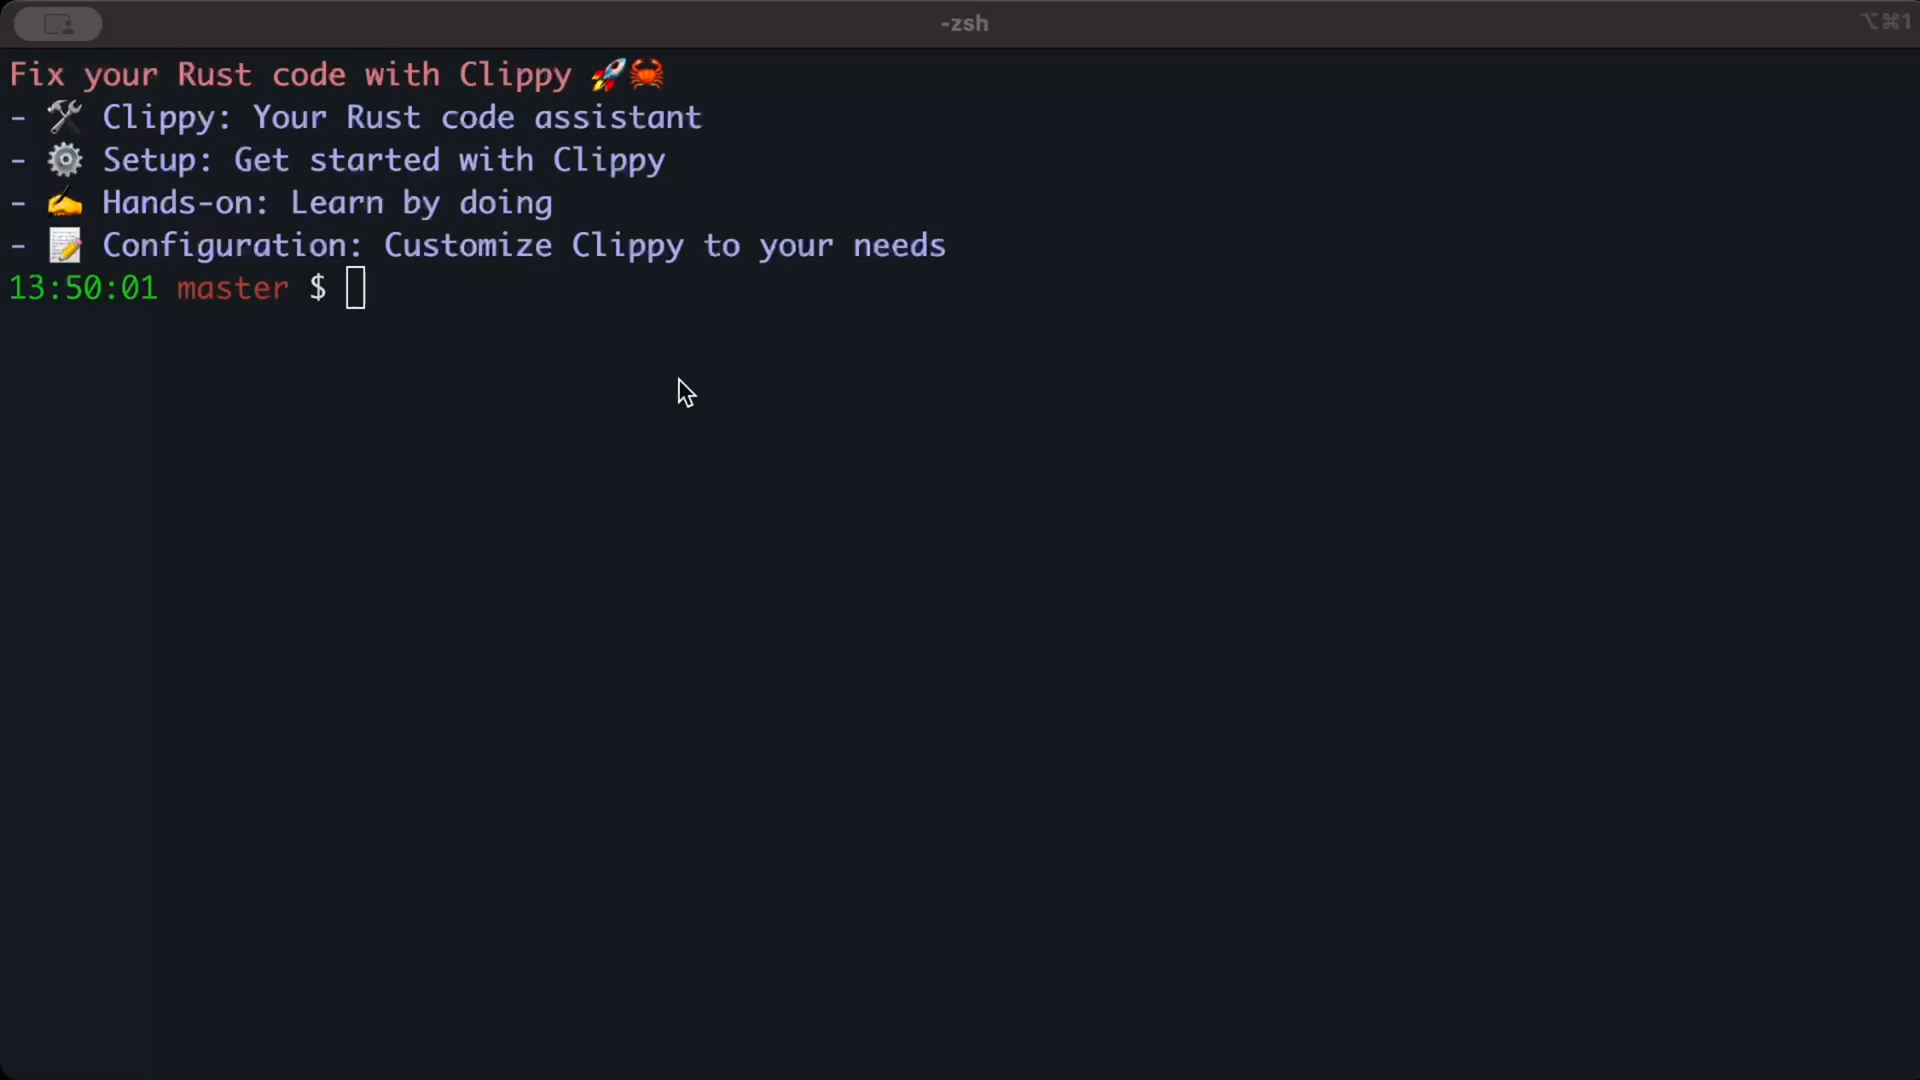 -zsh
⌥⌘1
Fix your Rust code with Clippy 🚀🦀
- 🛠 Clippy: Your Rust code assistant
- ⚙️ Setup: Get started with Clippy
- ✍️ Hands-on: Learn by doing
- 📝 Configuration: Customize Clippy to your needs
13:50:01 master $